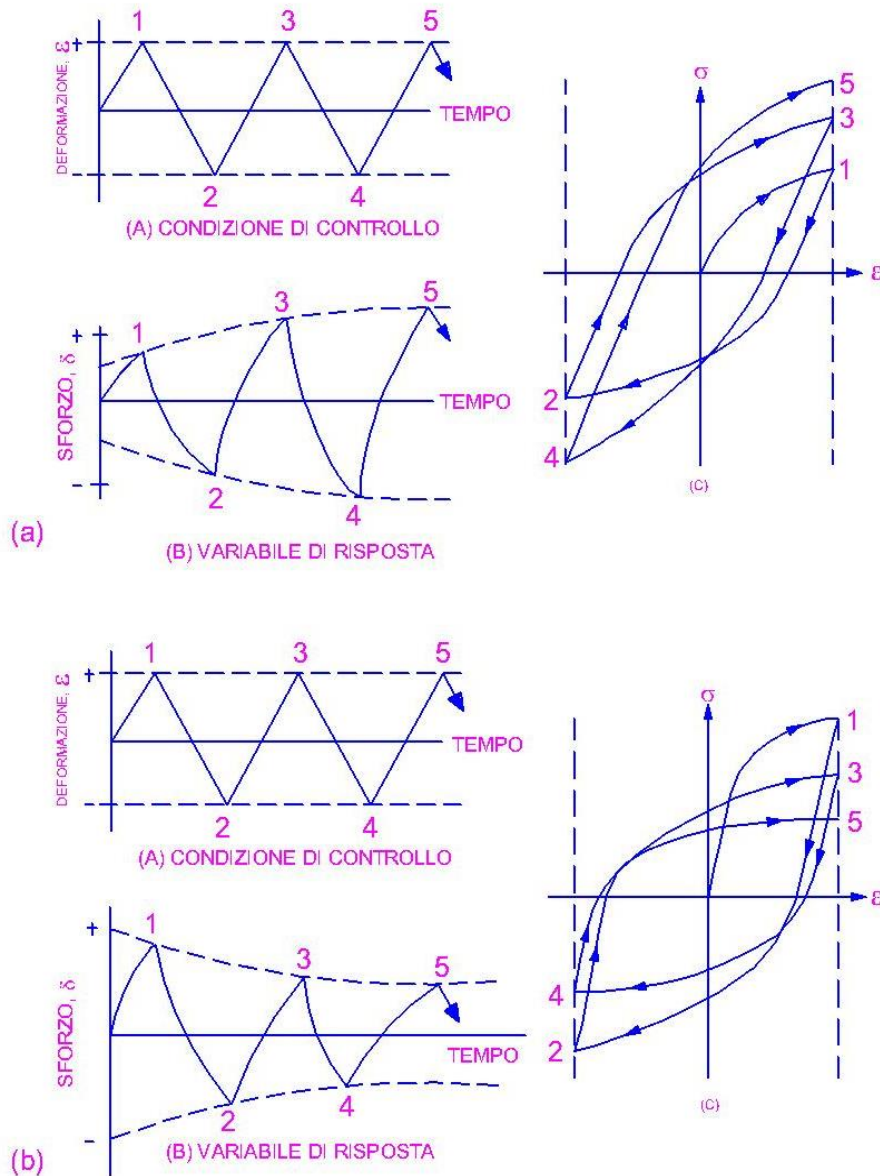 1 3 5
+
DEFORMAZIONE, ε
-
TEMPO
2 4
(A) CONDIZIONE DI CONTROLLO
σ
5
3
1
ε
2
4
(C)
1 3 5
+
SFORZO, δ
-
TEMPO
2 4
(a)
(B) VARIABILE DI RISPOSTA
1 3 5
+
DEFORMAZIONE, ε
-
TEMPO
2 4
(A) CONDIZIONE DI CONTROLLO
σ
1
3
5
ε
4
2
(C)
+
1 3 5
SFORZO, δ
TEMPO
2 4
-
(b)
(B) VARIABILE DI RISPOSTA